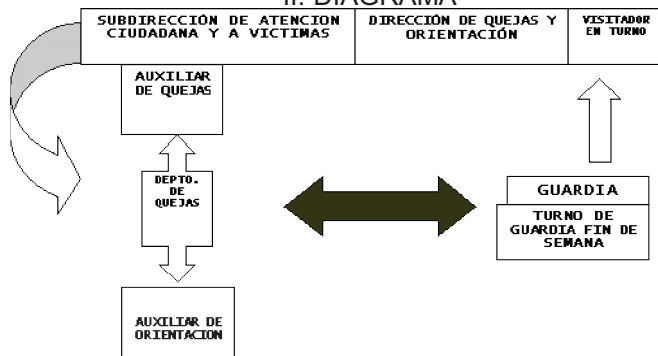 II. DIAGRAMA
SUBDIRECCIÓN DE ATENCION
CIUDADANA Y A VICTIMAS
DIRECCIÓN DE QUEJAS Y
ORIENTACIÓN
VISITADOR
EN TURNO
AUXILIAR
DE QUEJAS
DEPTO.
DE
QUEJAS
GUARDIA
TURNO DE
GUARDIA FIN DE
SEMANA
AUXILIAR DE
ORIENTACION